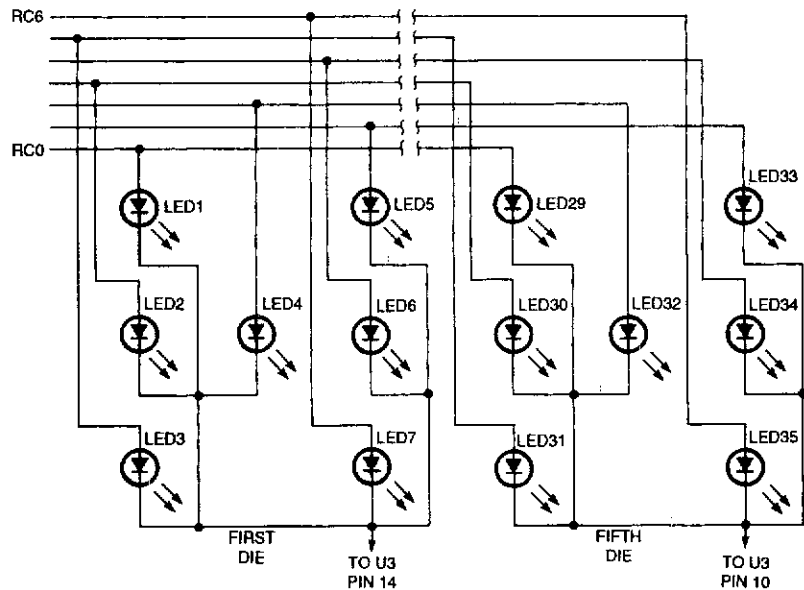 RC6
RC0
LED1
LED5
LED29
LED33
LED2
LED4
LED6
LED30
LED32
LED34
LED3
LED7
LED31
LED35
FIRST
DIE
FIFTH
DIE
TO U3
PIN 14
TO U3
PIN 10